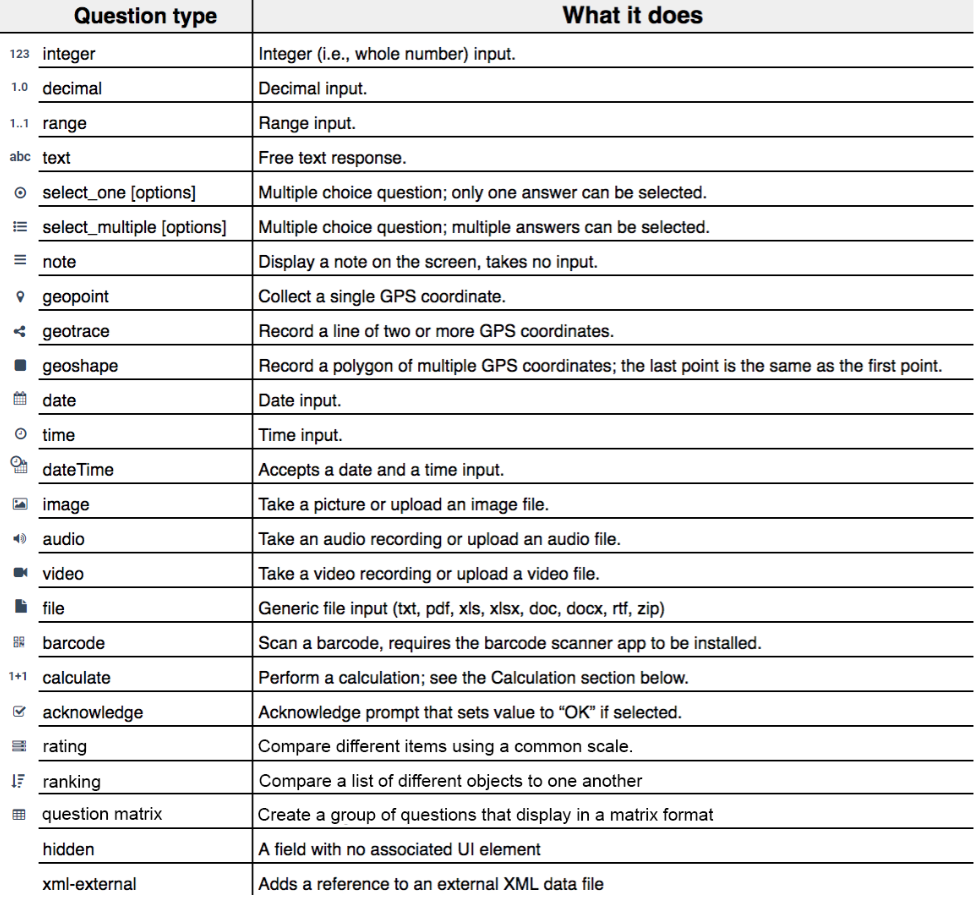 Question type What it does
123 integer Integer (i.e., whole number) input.
1.0 decimal Decimal input.
1..1 range Range input.
abc text Free text response.
select_one [options] Multiple choice question; only one answer can be selected.
select_multiple [options] Multiple choice question; multiple answers can be selected.
note Display a note on the screen, takes no input.
geopoint Collect a single GPS coordinate.
geotrace Record a line of two or more GPS coordinates.
geoshape Record a polygon of multiple GPS coordinates; the last point is the same as the first point.
date Date input.
time Time input.
dateTime Accepts a date and a time input.
image Take a picture or upload an image file.
audio Take an audio recording or upload an audio file.
video Take a video recording or upload a video file.
file Generic file input (txt, pdf, xls, xlsx, doc, docx, rtf, zip)
barcode Scan a barcode, requires the barcode scanner app to be installed.
1+1 calculate Perform a calculation; see the Calculation section below.
acknowledge Acknowledge prompt that sets value to “OK” if selected.
rating Compare different items using a common scale.
ranking Compare a list of different objects to one another
question matrix Create a group of questions that display in a matrix format
hidden A field with no associated UI element
xml-external Adds a reference to an external XML data file